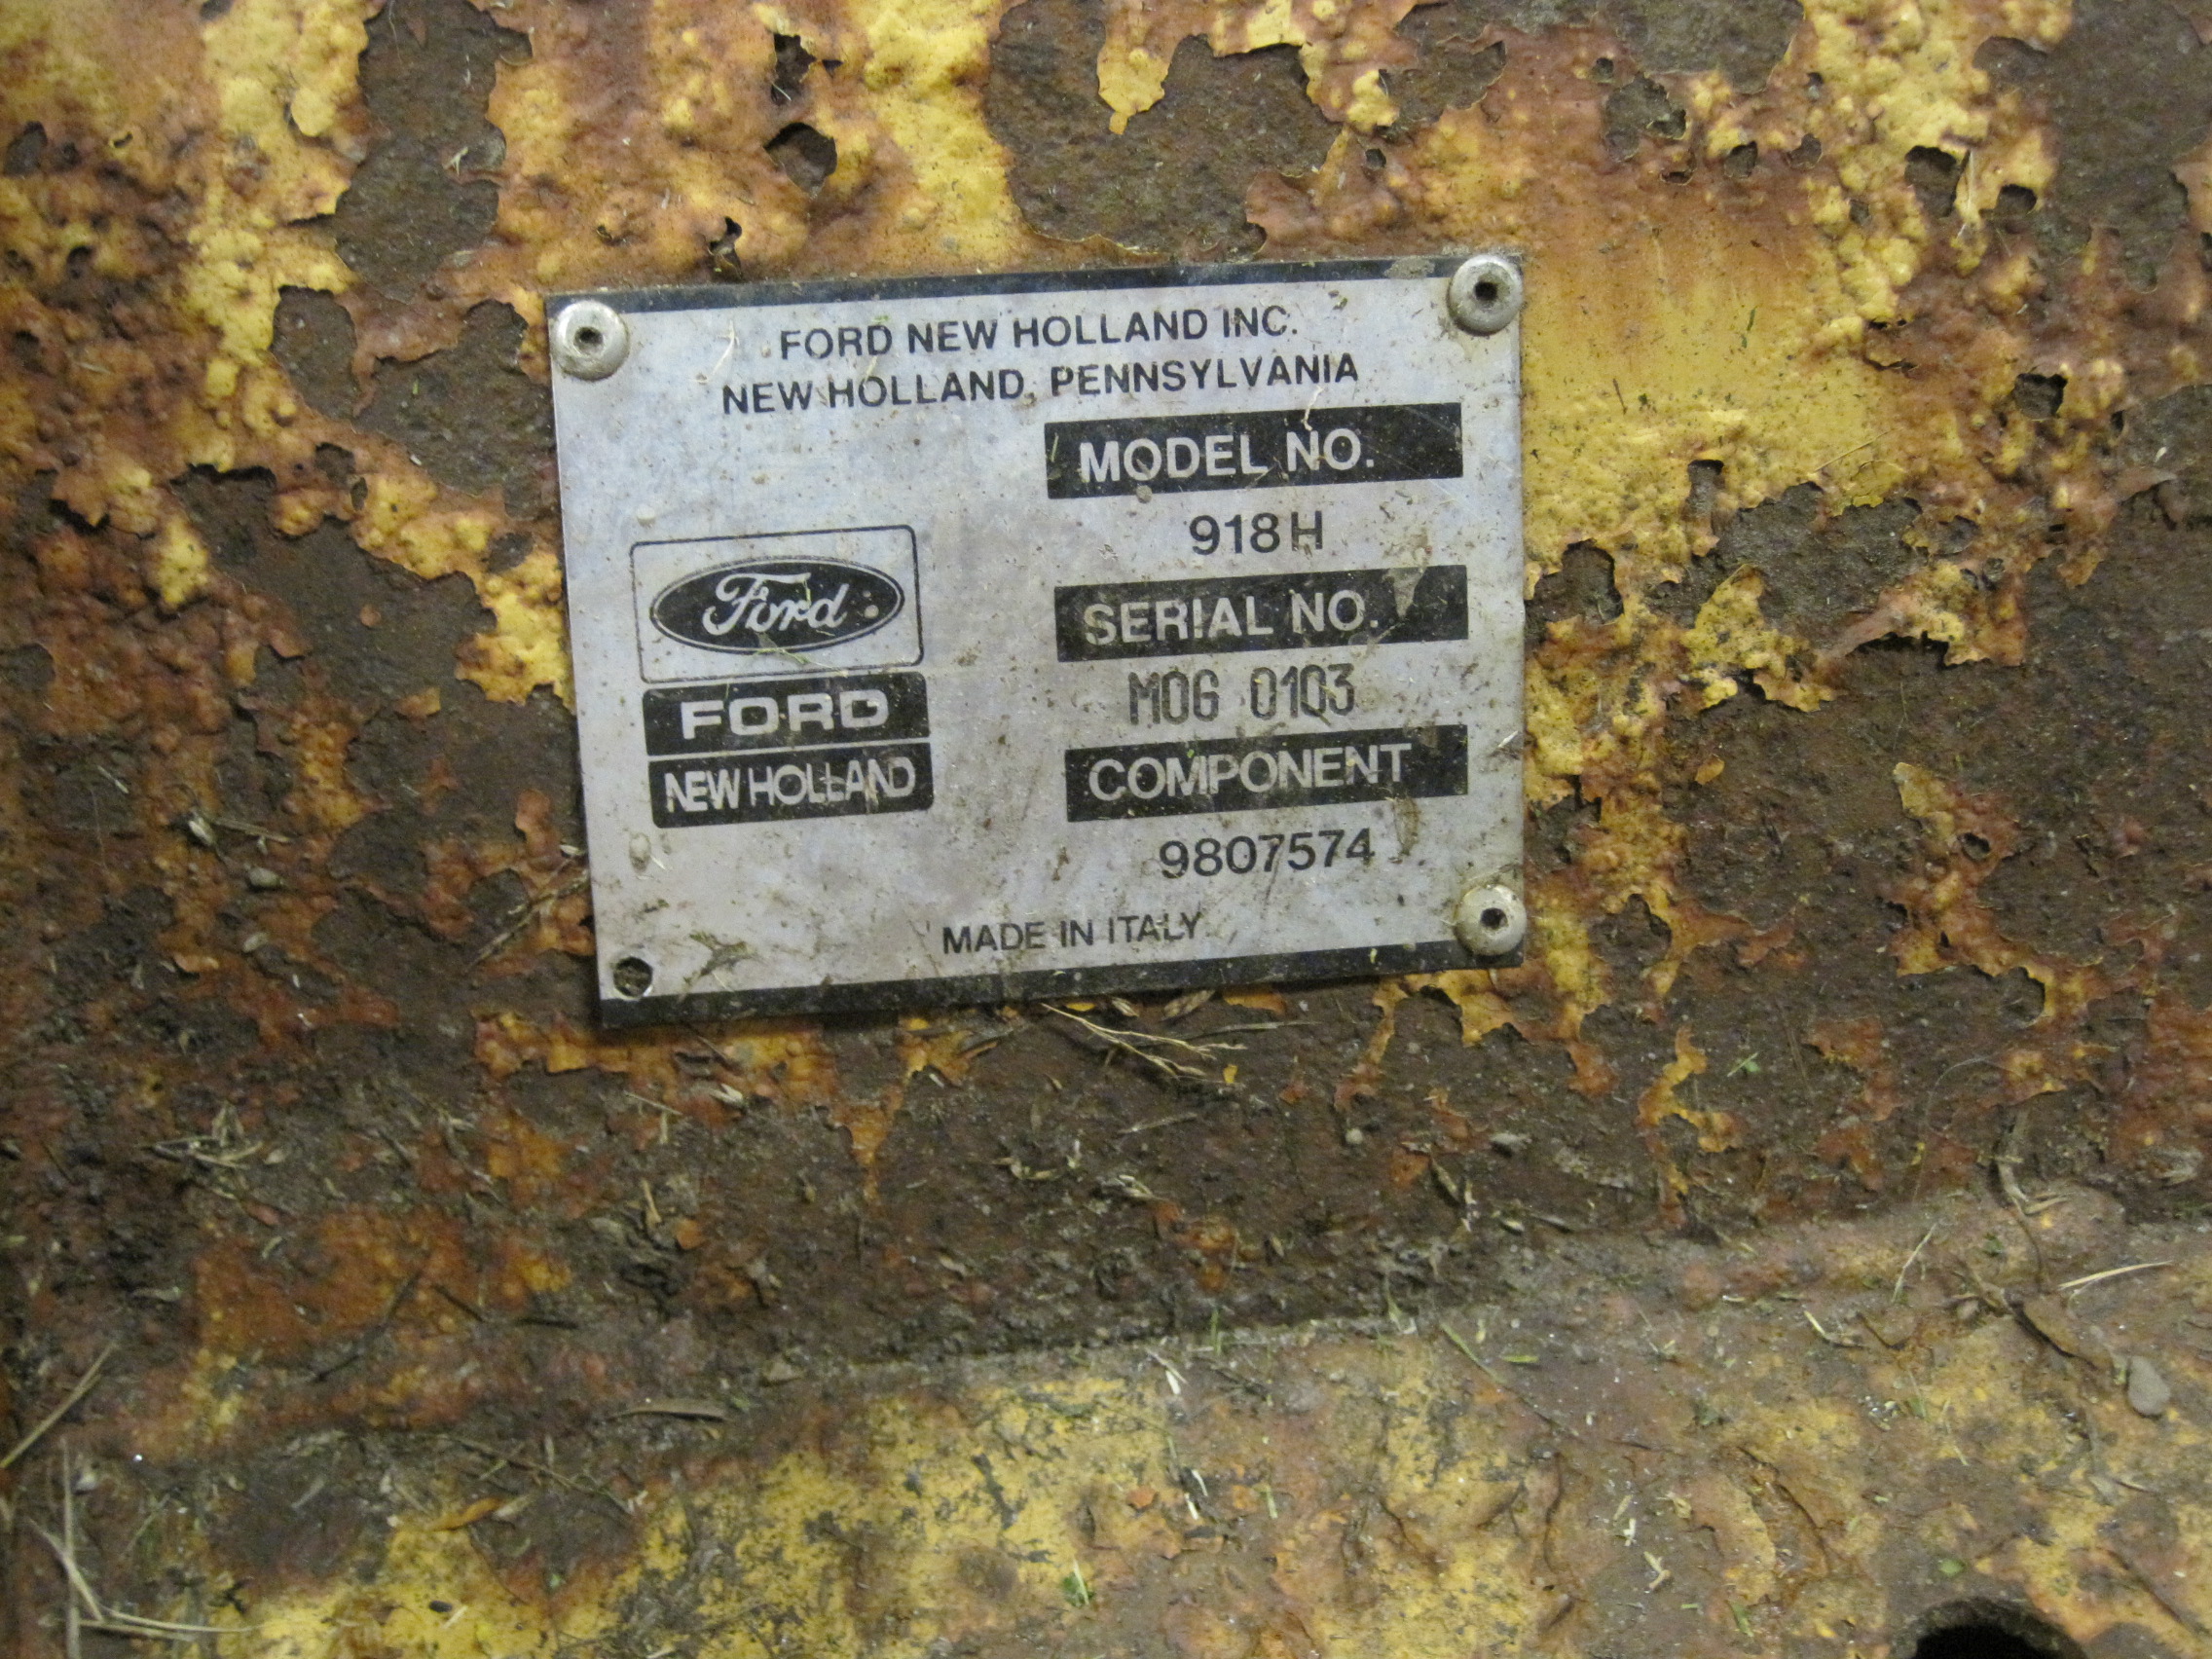 FORD NEW HOLLAND INC.
NEW HOLLAND, PENNSYLVANIA
MODEL NO.
918H
Ford
SERIAL NO.
MOG 0103
FORD
NEW HOLLAND
COMPONENT
9807574
MADE IN ITALY